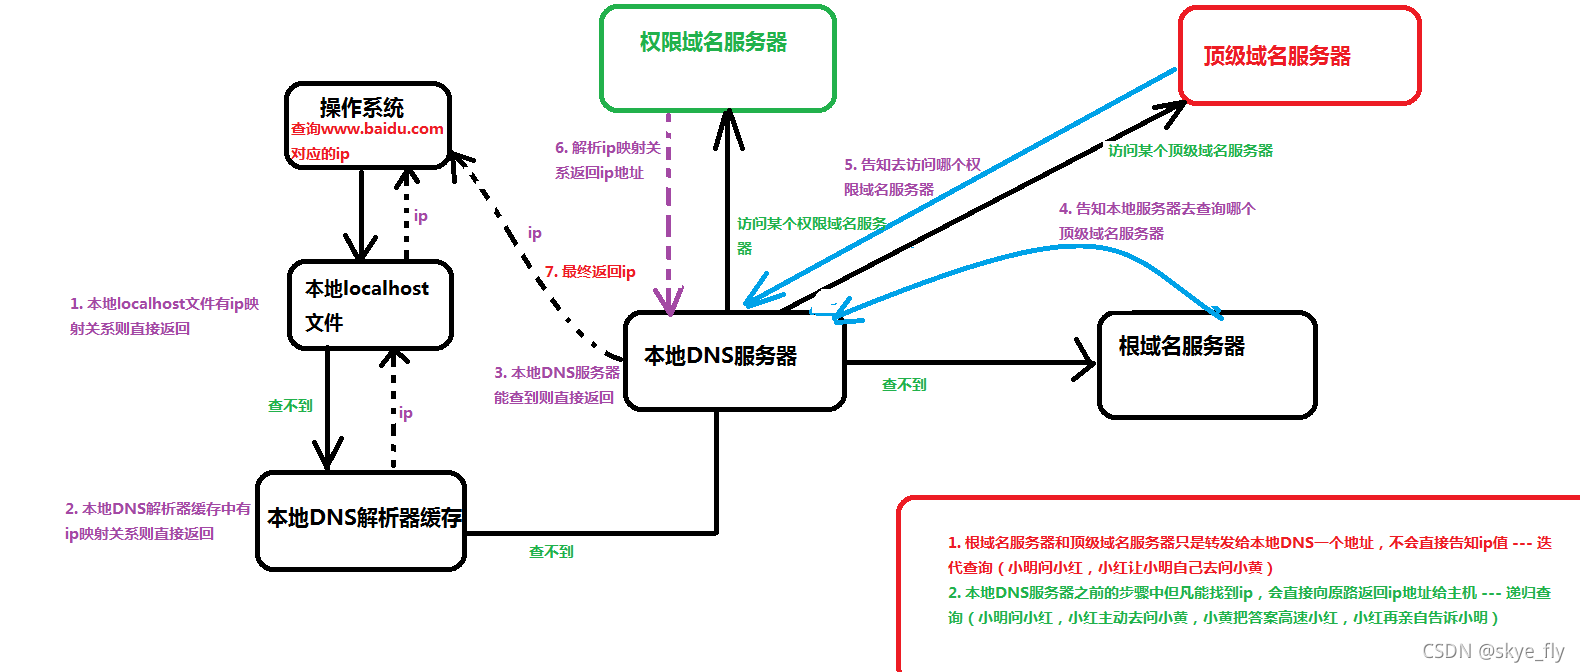 权限域名服务器
顶级域名服务器
操作系统
查询www.baidu.com
对应的ip
6. 解析ip映射关
系返回ip地址
5. 告知去访问哪个权
限域名服务器
访问某个顶级域名服务器
4. 告知本地服务器去查询哪个
顶级域名服务器
ip
ip
访问某个权限域名服务
器
7. 最终返回ip
本地localhost
文件
1. 本地localhost文件有ip映
射关系则直接返回
本地DNS服务器
根域名服务器
3. 本地DNS服务器
能查到则直接返回
查不到
查不到
ip
2. 本地DNS解析器缓存中有
ip映射关系则直接返回
本地DNS解析器缓存
查不到
1. 根域名服务器和顶级域名服务器只是转发给本地DNS一个地址，不会直接告知ip值 --- 迭
代查询（小明问小红，小红让小明自己去问小黄）
2. 本地DNS服务器之前的步骤中但凡能找到ip，会直接向原路返回ip地址给主机 --- 递归查
询（小明问小红，小红主动去问小黄，小黄把答案高速小红，小红再亲自告诉小明）
CSDN @skye_fly